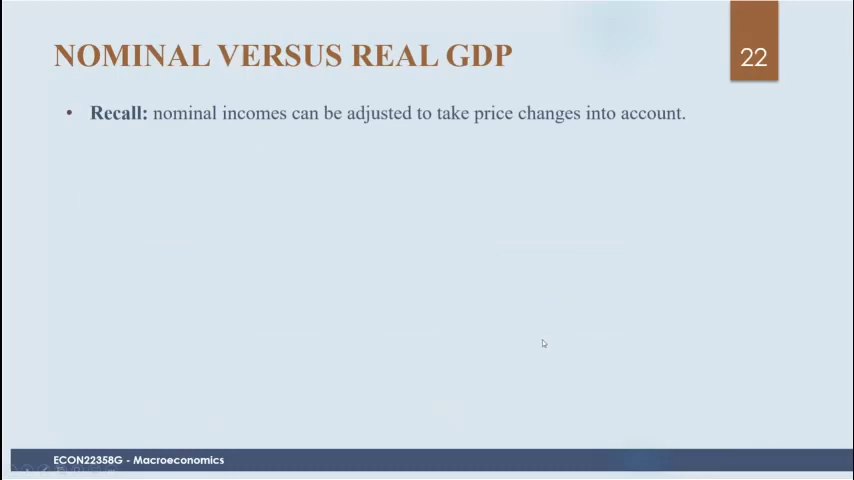 NOMINAL VERSUS REAL GDP
22
• Recall: nominal incomes can be adjusted to take price changes into account.
ECON22358G - Macroeconomics